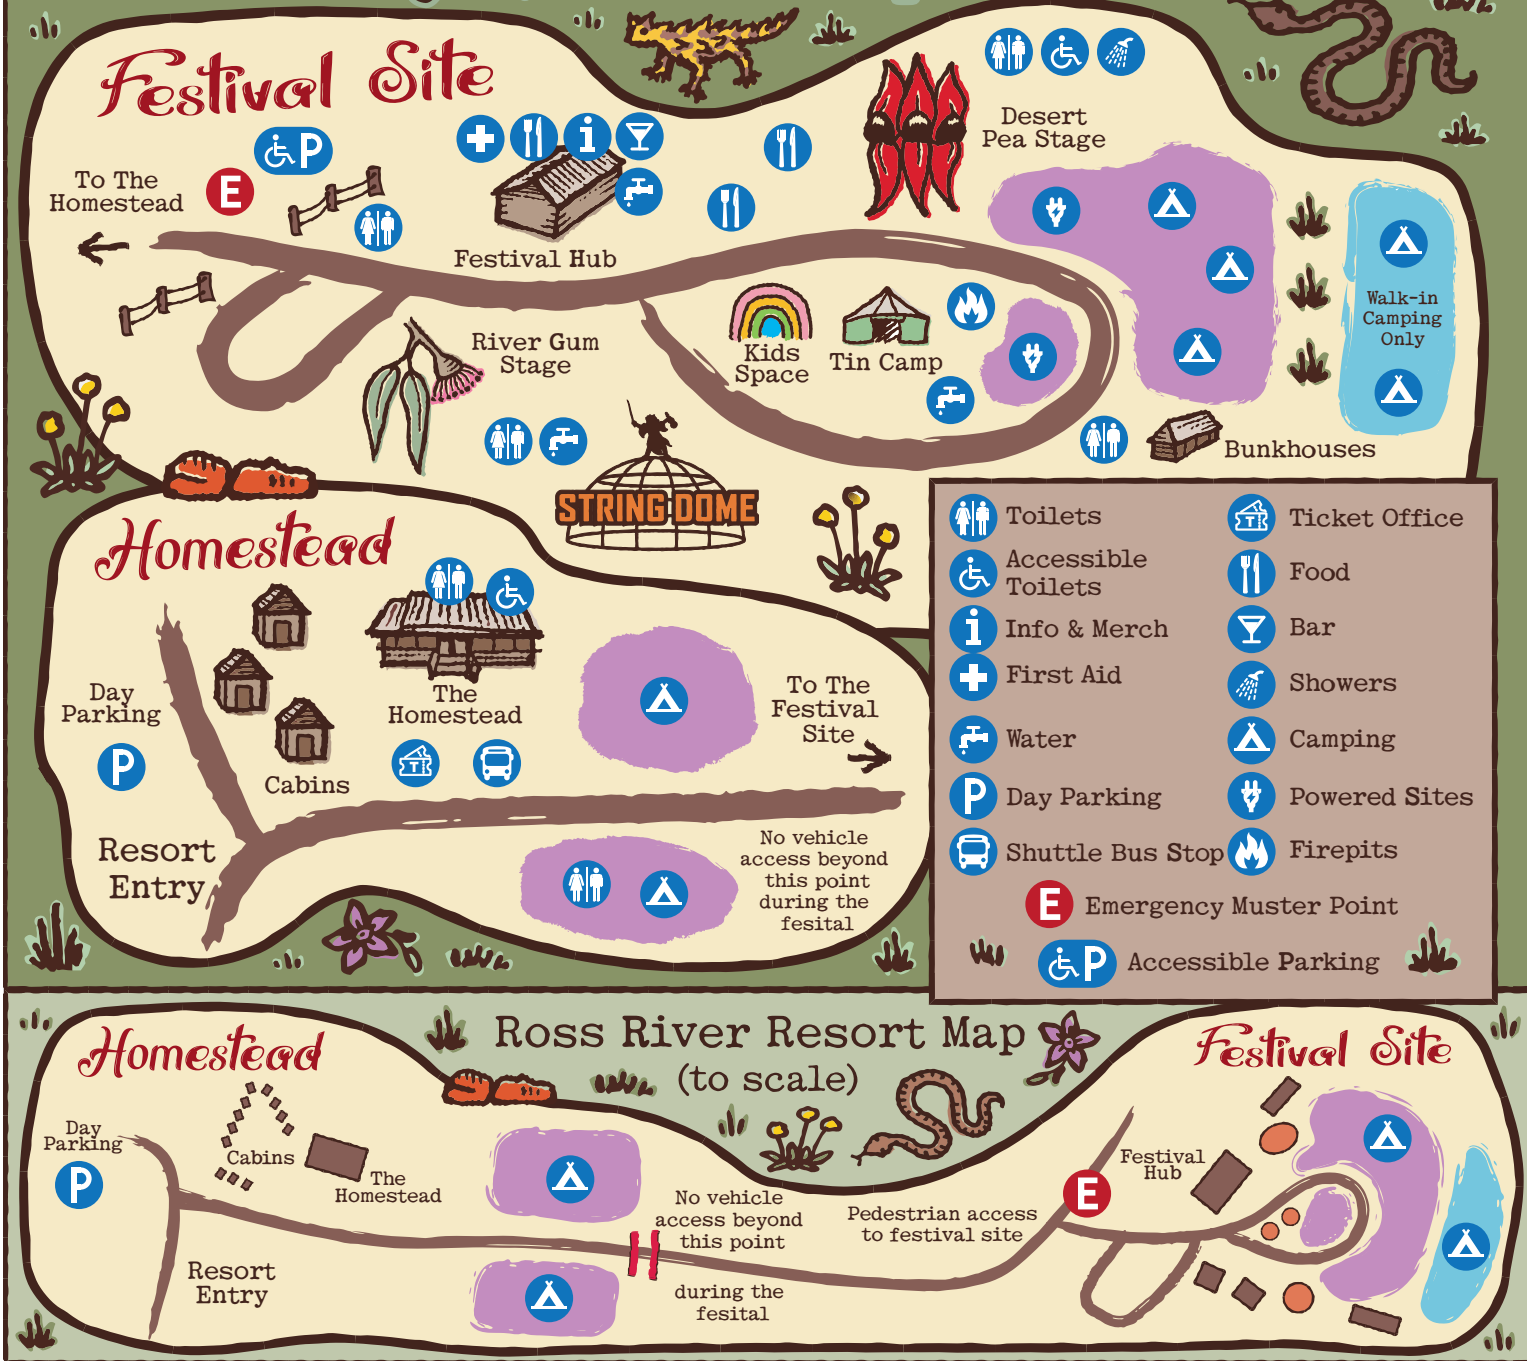 Festival Site
Desert
Pea Stage
P
To The
Homestead
E
i
Festival Hub
Walk-in
Camping
Only
River Gum
Stage
Kids
Space
Tin Camp
Bunkhouses
STRING DOME
Homestead
The
Homestead
Day
Parking
P
Cabins
T
To The
Festival
Site
Resort
Entry
No vehicle
access beyond
this point
during the
fesital
Toilets
Accessible
Toilets
i Info & Merch
First Aid
Water
P Day Parking
Shuttle Bus Stop
T Ticket Office
Food
Bar
Showers
Camping
Powered Sites
Firepits
E Emergency Muster Point
P Accessible Parking
Ross River Resort Map
(to scale)
Homestead
Day
Parking
P
Cabins
The
Homestead
Resort
Entry
No vehicle
access beyond
this point
during the
fesital
Pedestrian access
to festival site
Festival Site
E
Festival
Hub